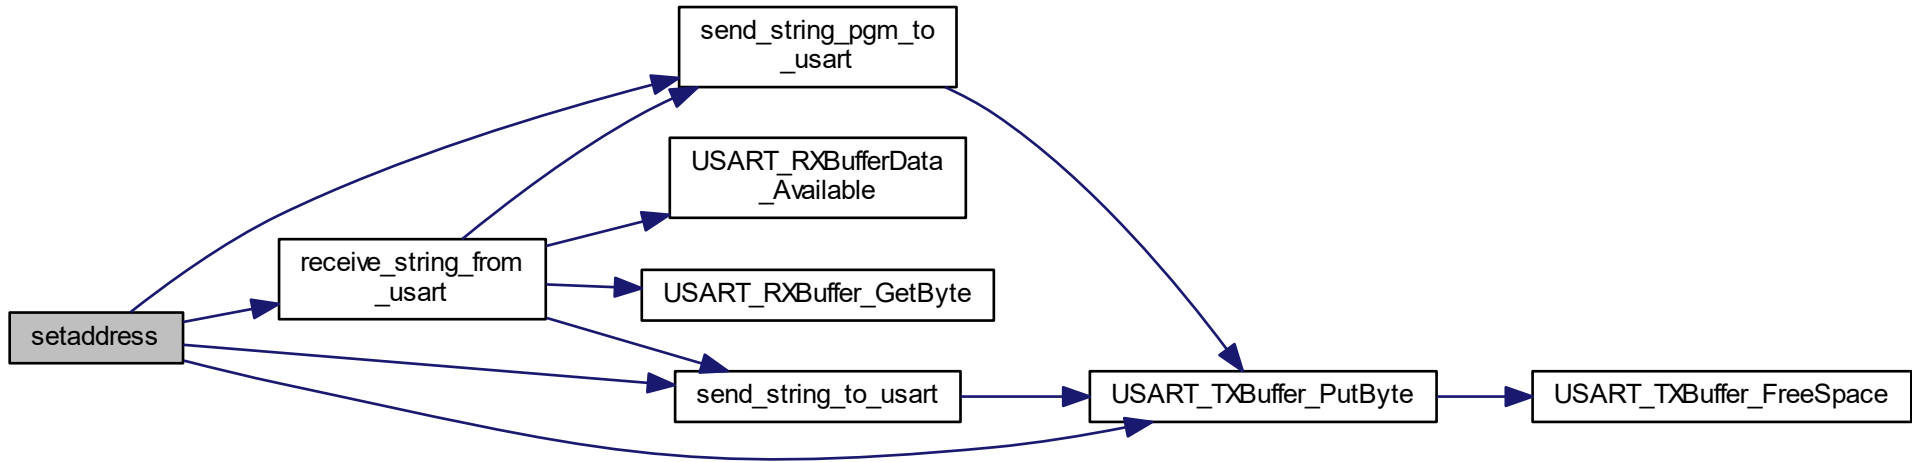 send_string_pgm_to
_usart
USART_RXBufferData
_Available
receive_string_from
_usart
USART_RXBuffer_GetByte
setaddress
send_string_to_usart
USART_TXBuffer_PutByte
USART_TXBuffer_FreeSpace